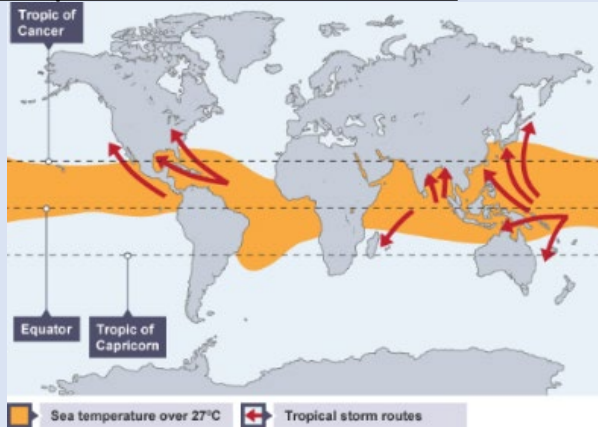 Tropic of
Cancer
Equator
Tropic of
Capricorn
Sea temperature over 27°C
Tropical storm routes